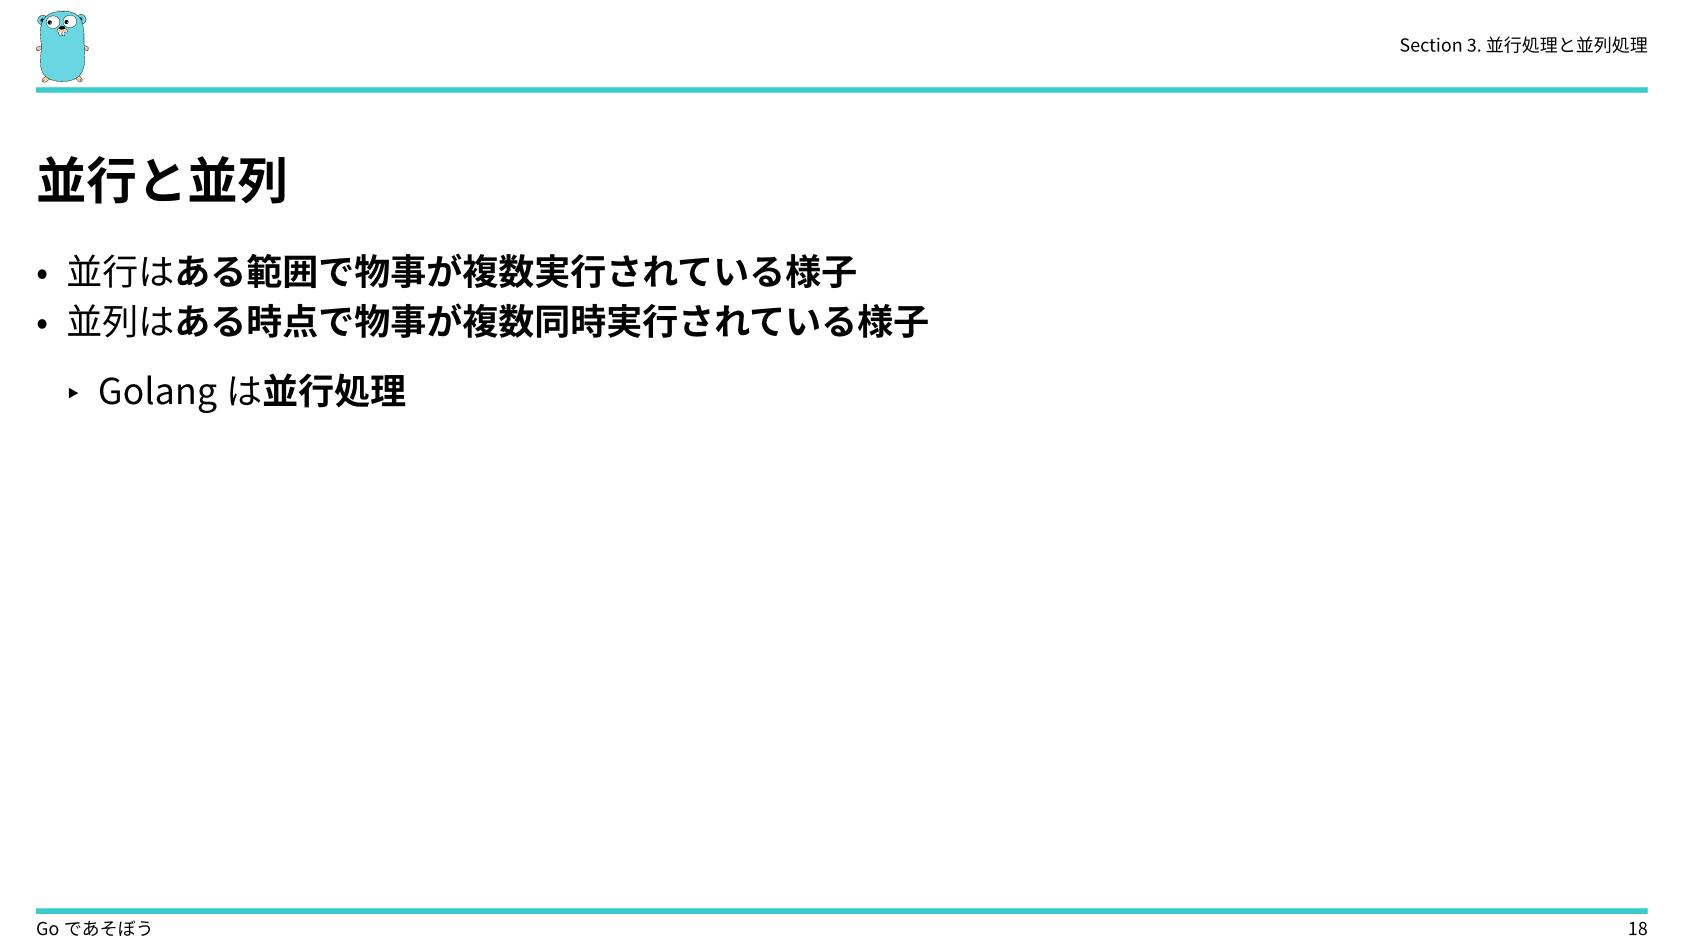 Section 3. 並行処理と並列処理
並行と並列
• 並行はある範囲で物事が複数実行されている様子
• 並列はある時点で物事が複数同時実行されている様子
‣ Golang は並行処理
Go であそぼう
18